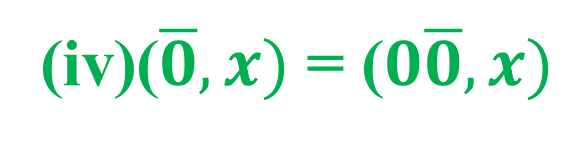 (iv)(0̅, x) = (00̅, x)